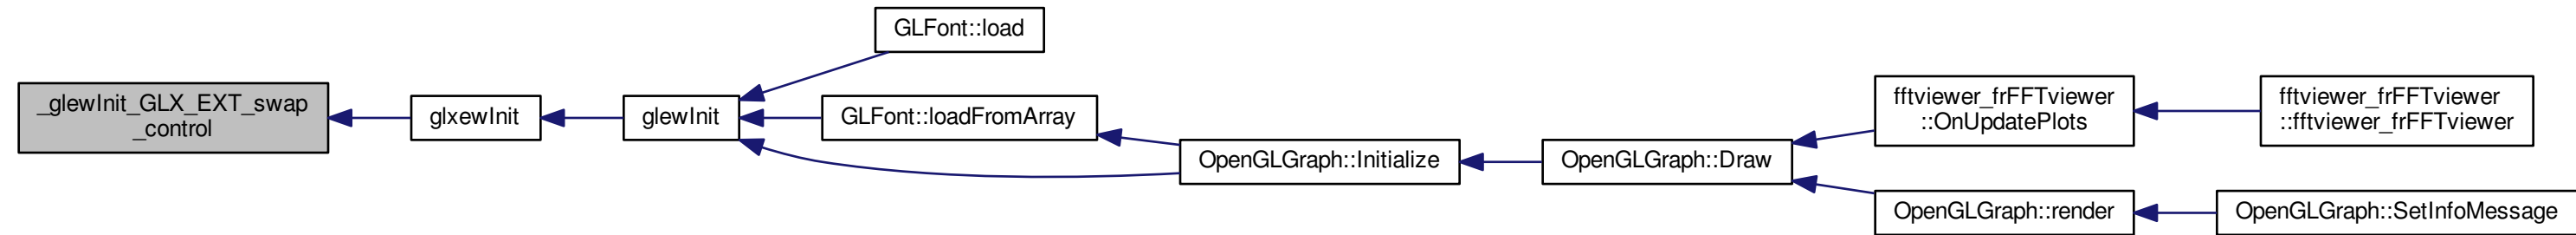 _glewInit_GLX_EXT_swap
_control
glxewInit
glewInit
GLFont::load
GLFont::loadFromArray
OpenGLGraph::Initialize
OpenGLGraph::Draw
fftviewer_frFFTviewer
::OnUpdatePlots
fftviewer_frFFTviewer
::fftviewer_frFFTviewer
OpenGLGraph::render
OpenGLGraph::SetInfoMessage